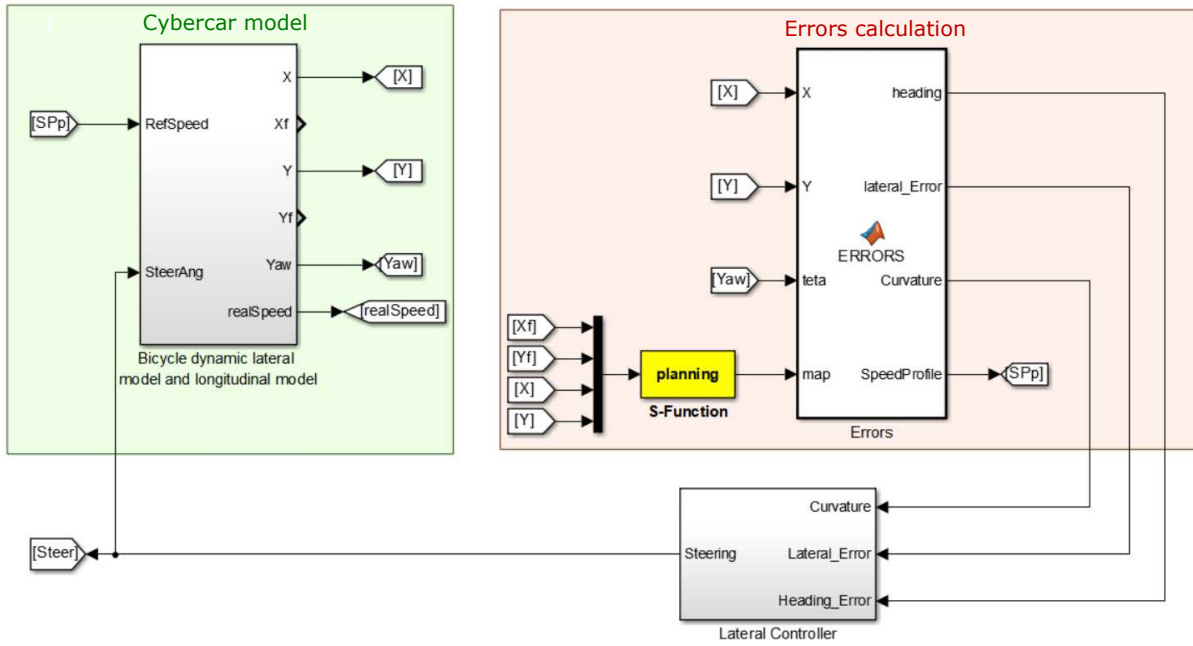 Cybercar model
[SPp]
RefSpeed
SteerAng
X
Xf
Y
Yf
Yaw
realSpeed
[X]
[Y]
[Yaw]
[realSpeed]
Bicycle dynamic lateral
model and longitudinal model
Errors calculation
[X]
[Y]
[Yaw]
[Xf]
[Yf]
[X]
[Y]
planning
S-Function
X
Y
teta
map
ERRORS
heading
lateral_Error
Curvature
SpeedProfile
[SPp]
Errors
[Steer]
Steering
Curvature
Lateral_Error
Heading_Error
Lateral Controller